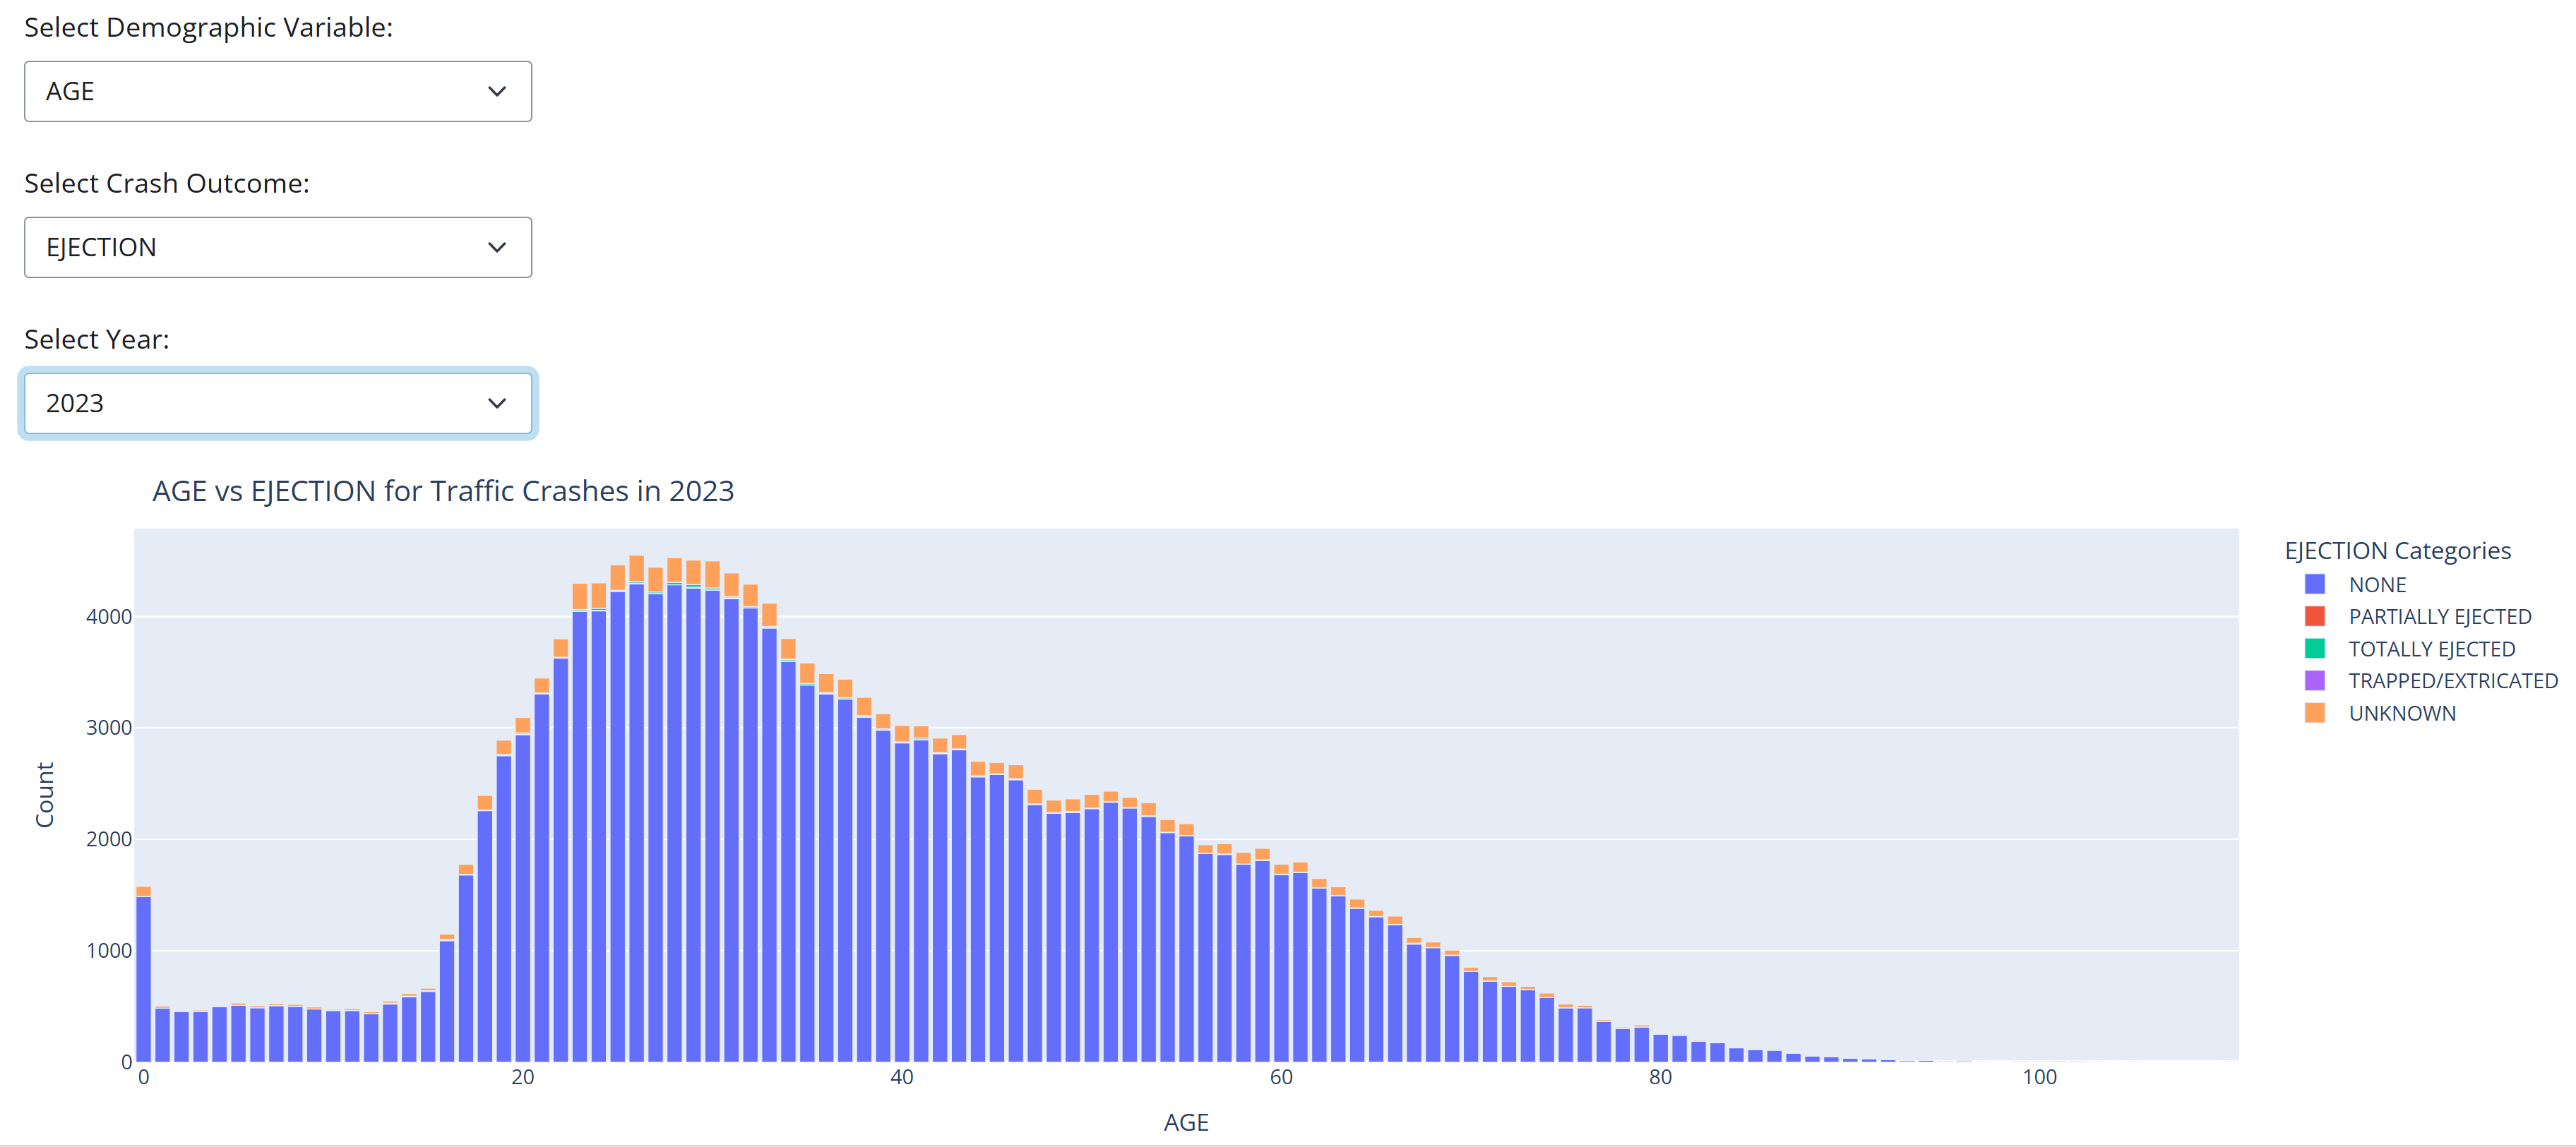 Select Demographic Variable:
AGE
Select Crash Outcome:
EJECTION
Select Year:
2023
AGE vs EJECTION for Traffic Crashes in 2023
EJECTION Categories
NONE
PARTIALLY EJECTED
TOTALLY EJECTED
TRAPPED/EXTRICATED
UNKNOWN
Count
4000
3000
2000
1000
0
0 20 40 60 80 100
AGE